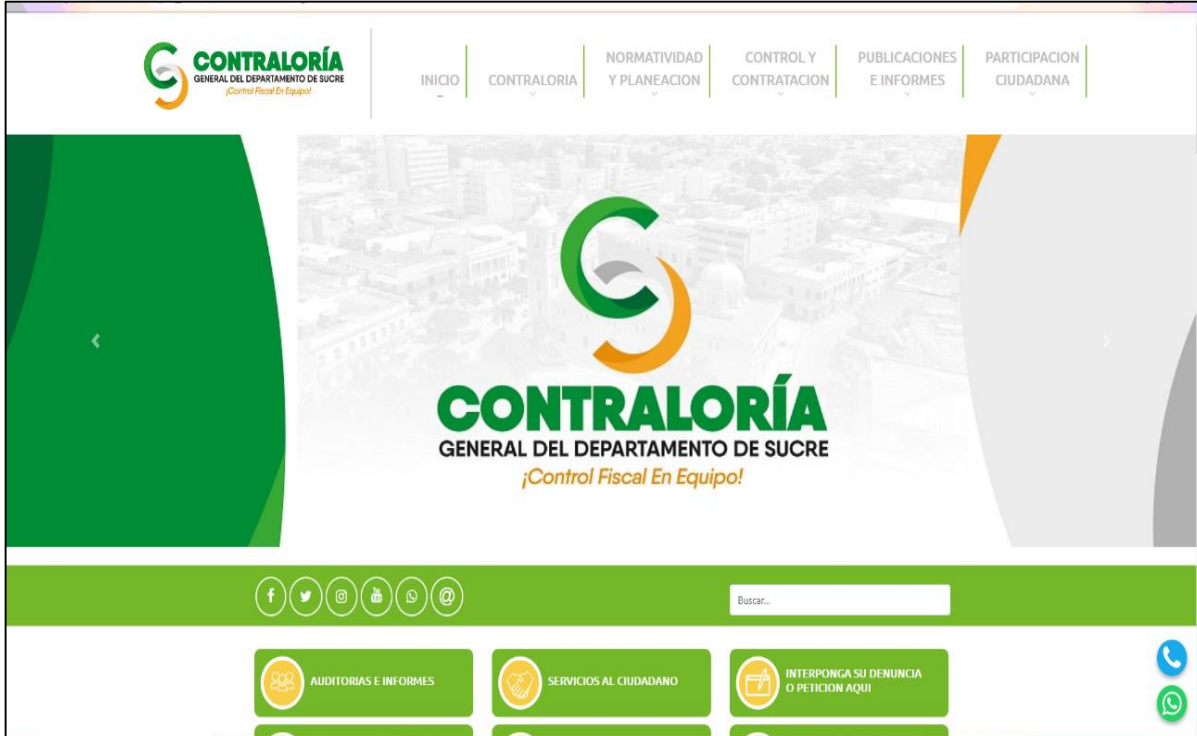 CONTRALORÍA
GENERAL DEL DEPARTAMENTO DE SUCRE
¡Control Fiscal En Equipo!
INICIO
CONTRALORIA
NORMATIVIDAD
Y PLANEACION
CONTROL Y
CONTRATACION
PUBLICACIONES
E INFORMES
PARTICIPACION
CIUDADANA
CONTRALORÍA
GENERAL DEL DEPARTAMENTO DE SUCRE
¡Control Fiscal En Equipo!
Buscar...
AUDITORIAS E INFORMES
SERVICIOS AL CIUDADANO
INTERPONGA SU DENUNCIA
O PETICION AQUI